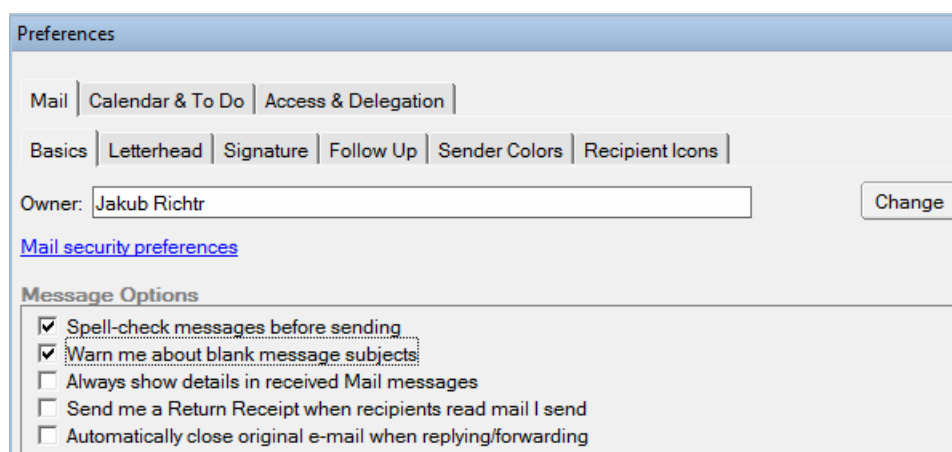 Preferences
Mail Calendar & To Do Access & Delegation
Basics Letterhead Signature Follow Up Sender Colors Recipient Icons
Owner: Jakub Richtr Change
Mail security preferences
Message Options
Spell-check messages before sending
Warn me about blank message subjects
Always show details in received Mail messages
Send me a Return Receipt when recipients read mail I send
Automatically close original e-mail when replying/forwarding